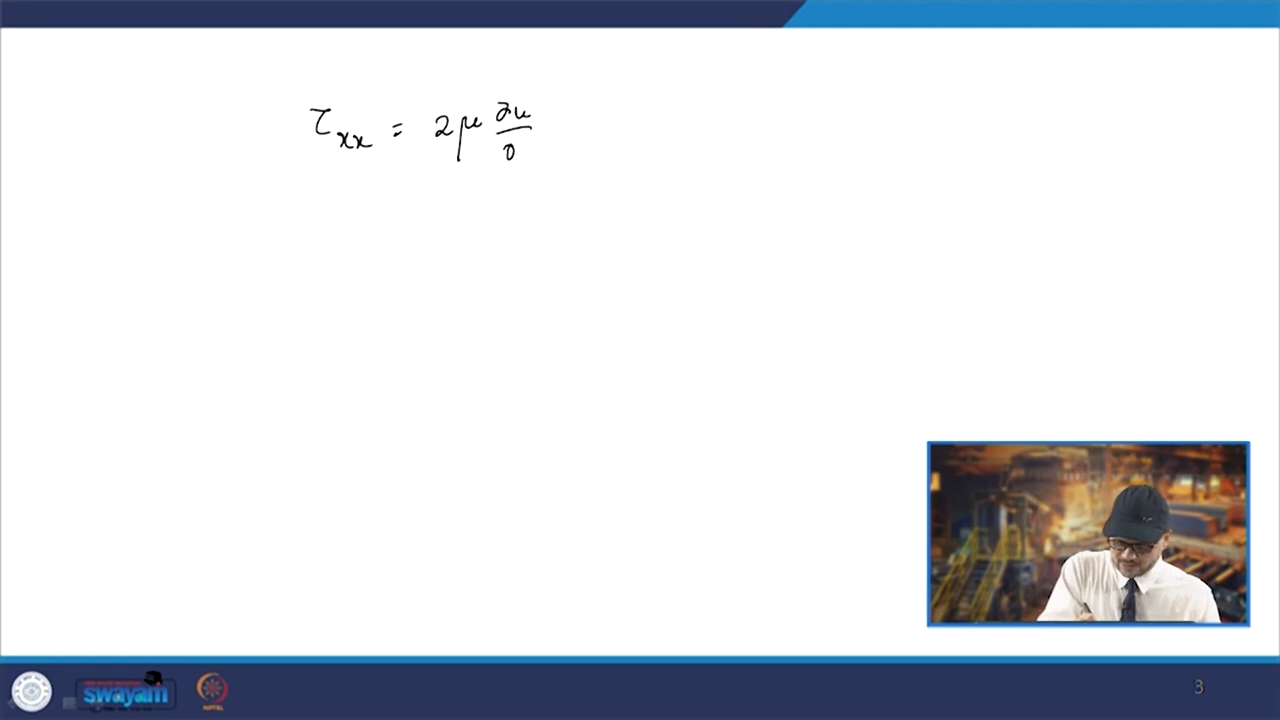 τxx = 2μ ∂u/∂
swayam
3